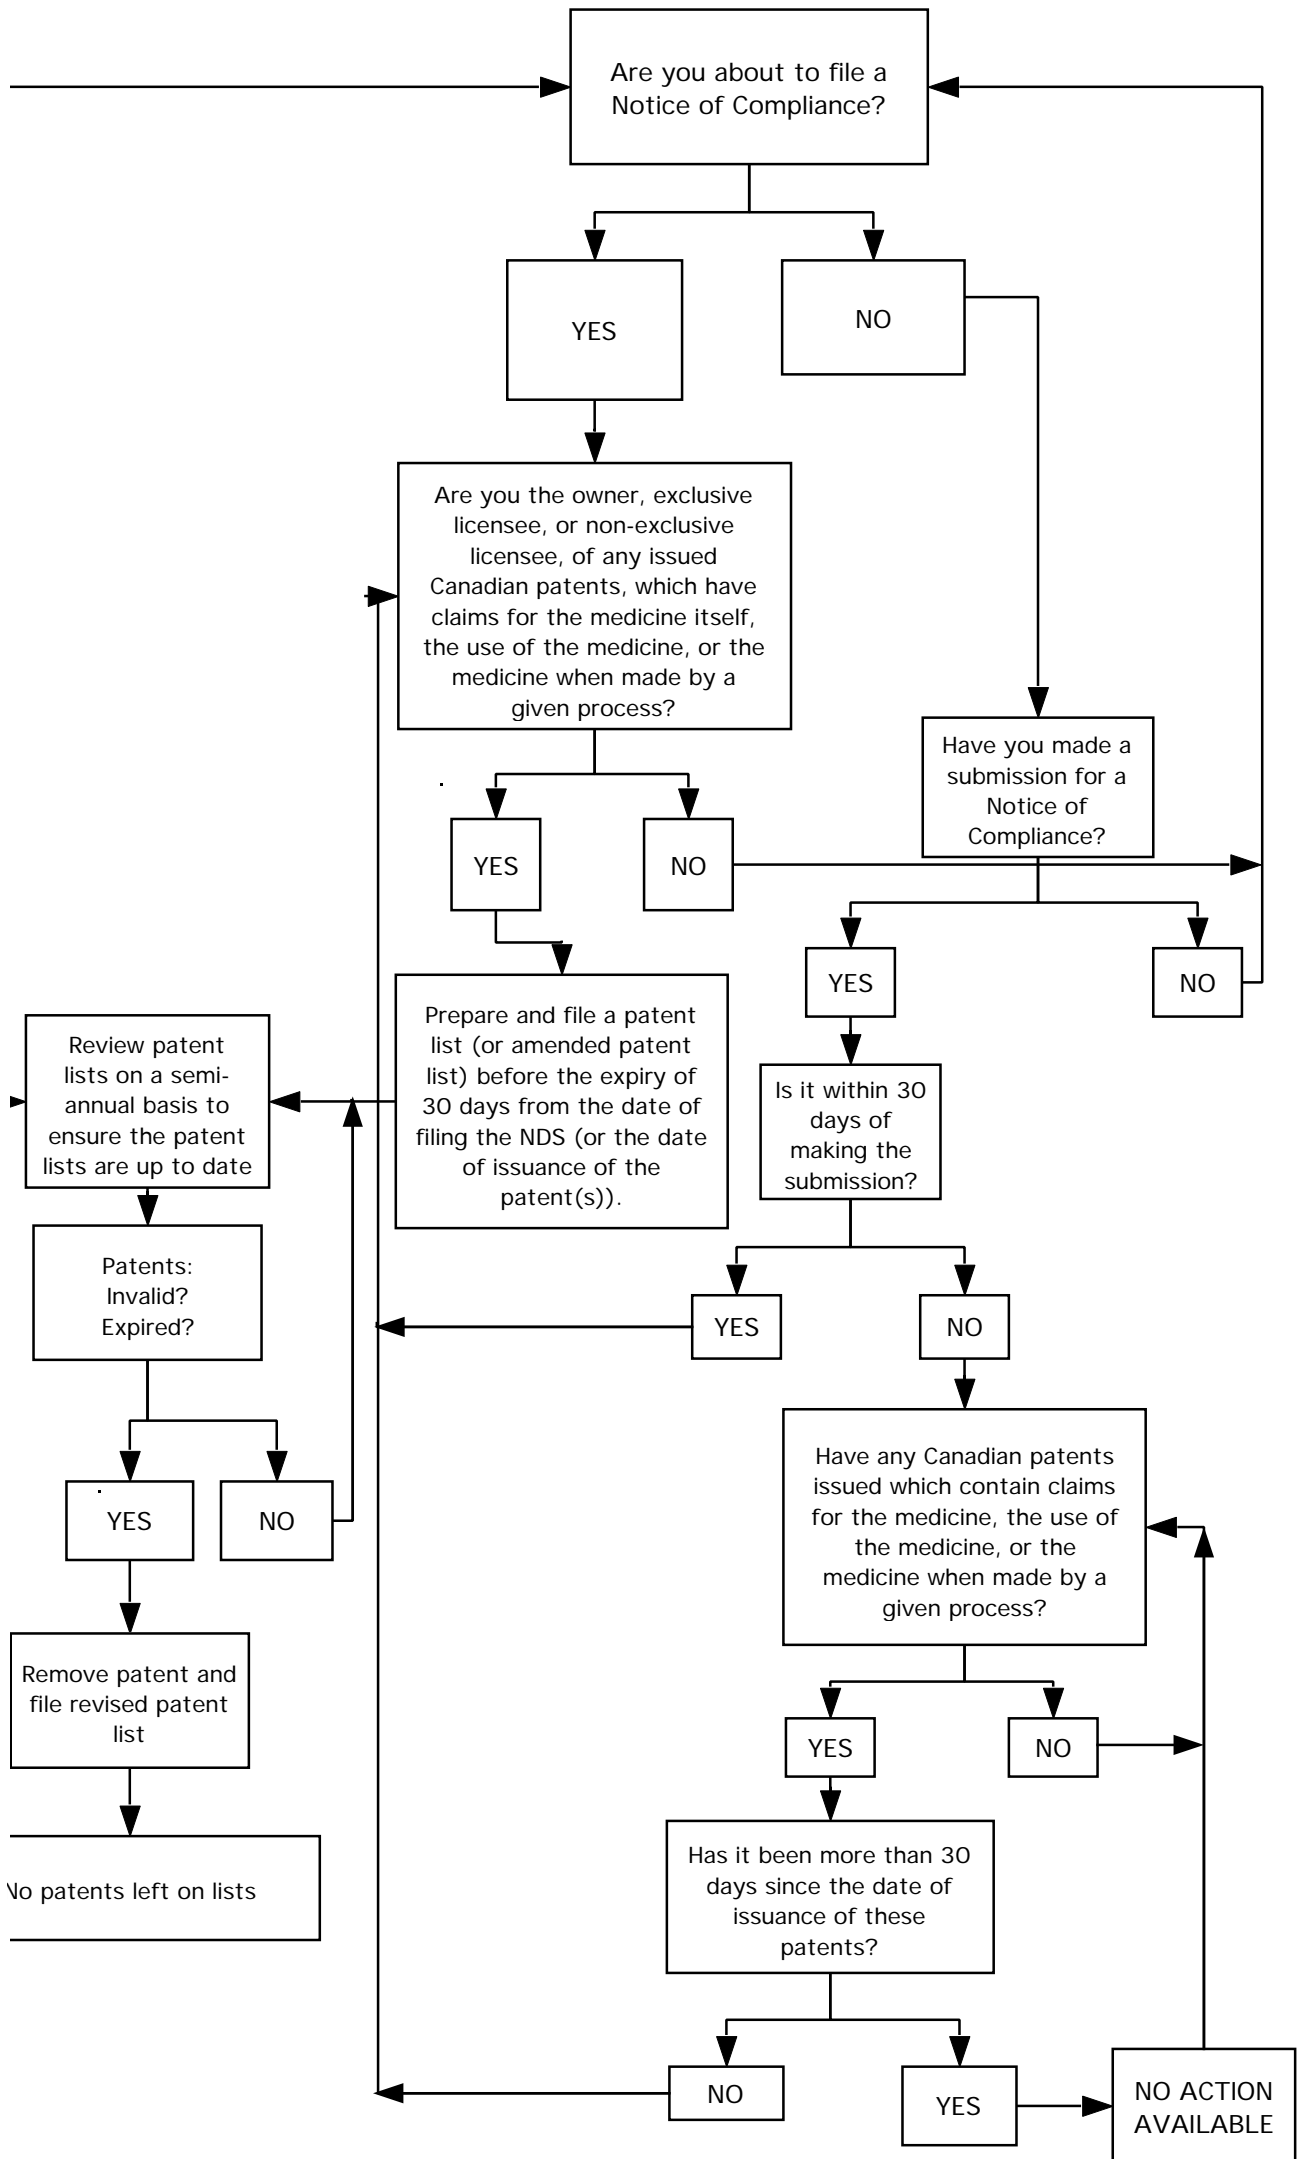 Are you about to file a
Notice of Compliance?
YES
NO
Are you the owner, exclusive
licensee, or non-exclusive
licensee, of any issued
Canadian patents, which have
claims for the medicine itself,
the use of the medicine, or the
medicine when made by a
given process?
Have you made a
submission for a
Notice of
Compliance?
YES
NO
YES
NO
Prepare and file a patent
list (or amended patent
list) before the expiry of
30 days from the date of
filing the NDS (or the date
of issuance of the
patent(s)).
Review patent
lists on a semi-
annual basis to
ensure the patent
lists are up to date
Is it within 30
days of
making the
submission?
Patents:
Invalid?
Expired?
YES
NO
YES
NO
Have any Canadian patents
issued which contain claims
for the medicine, the use of
the medicine, or the
medicine when made by a
given process?
Remove patent and
file revised patent
list
YES
NO
No patents left on lists
Has it been more than 30
days since the date of
issuance of these
patents?
NO
YES
NO ACTION
AVAILABLE